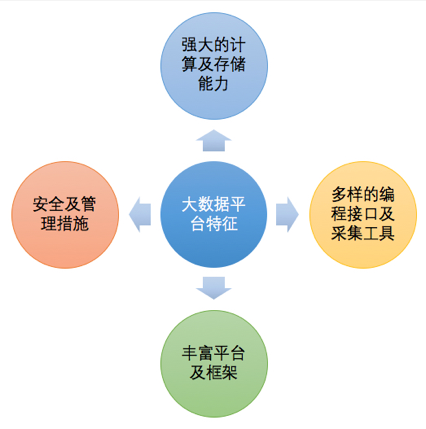 强大的计
算及存储
能力
安全及管
理措施
大数据平
台特征
多样的编
程接口及
采集工具
丰富平台
及框架